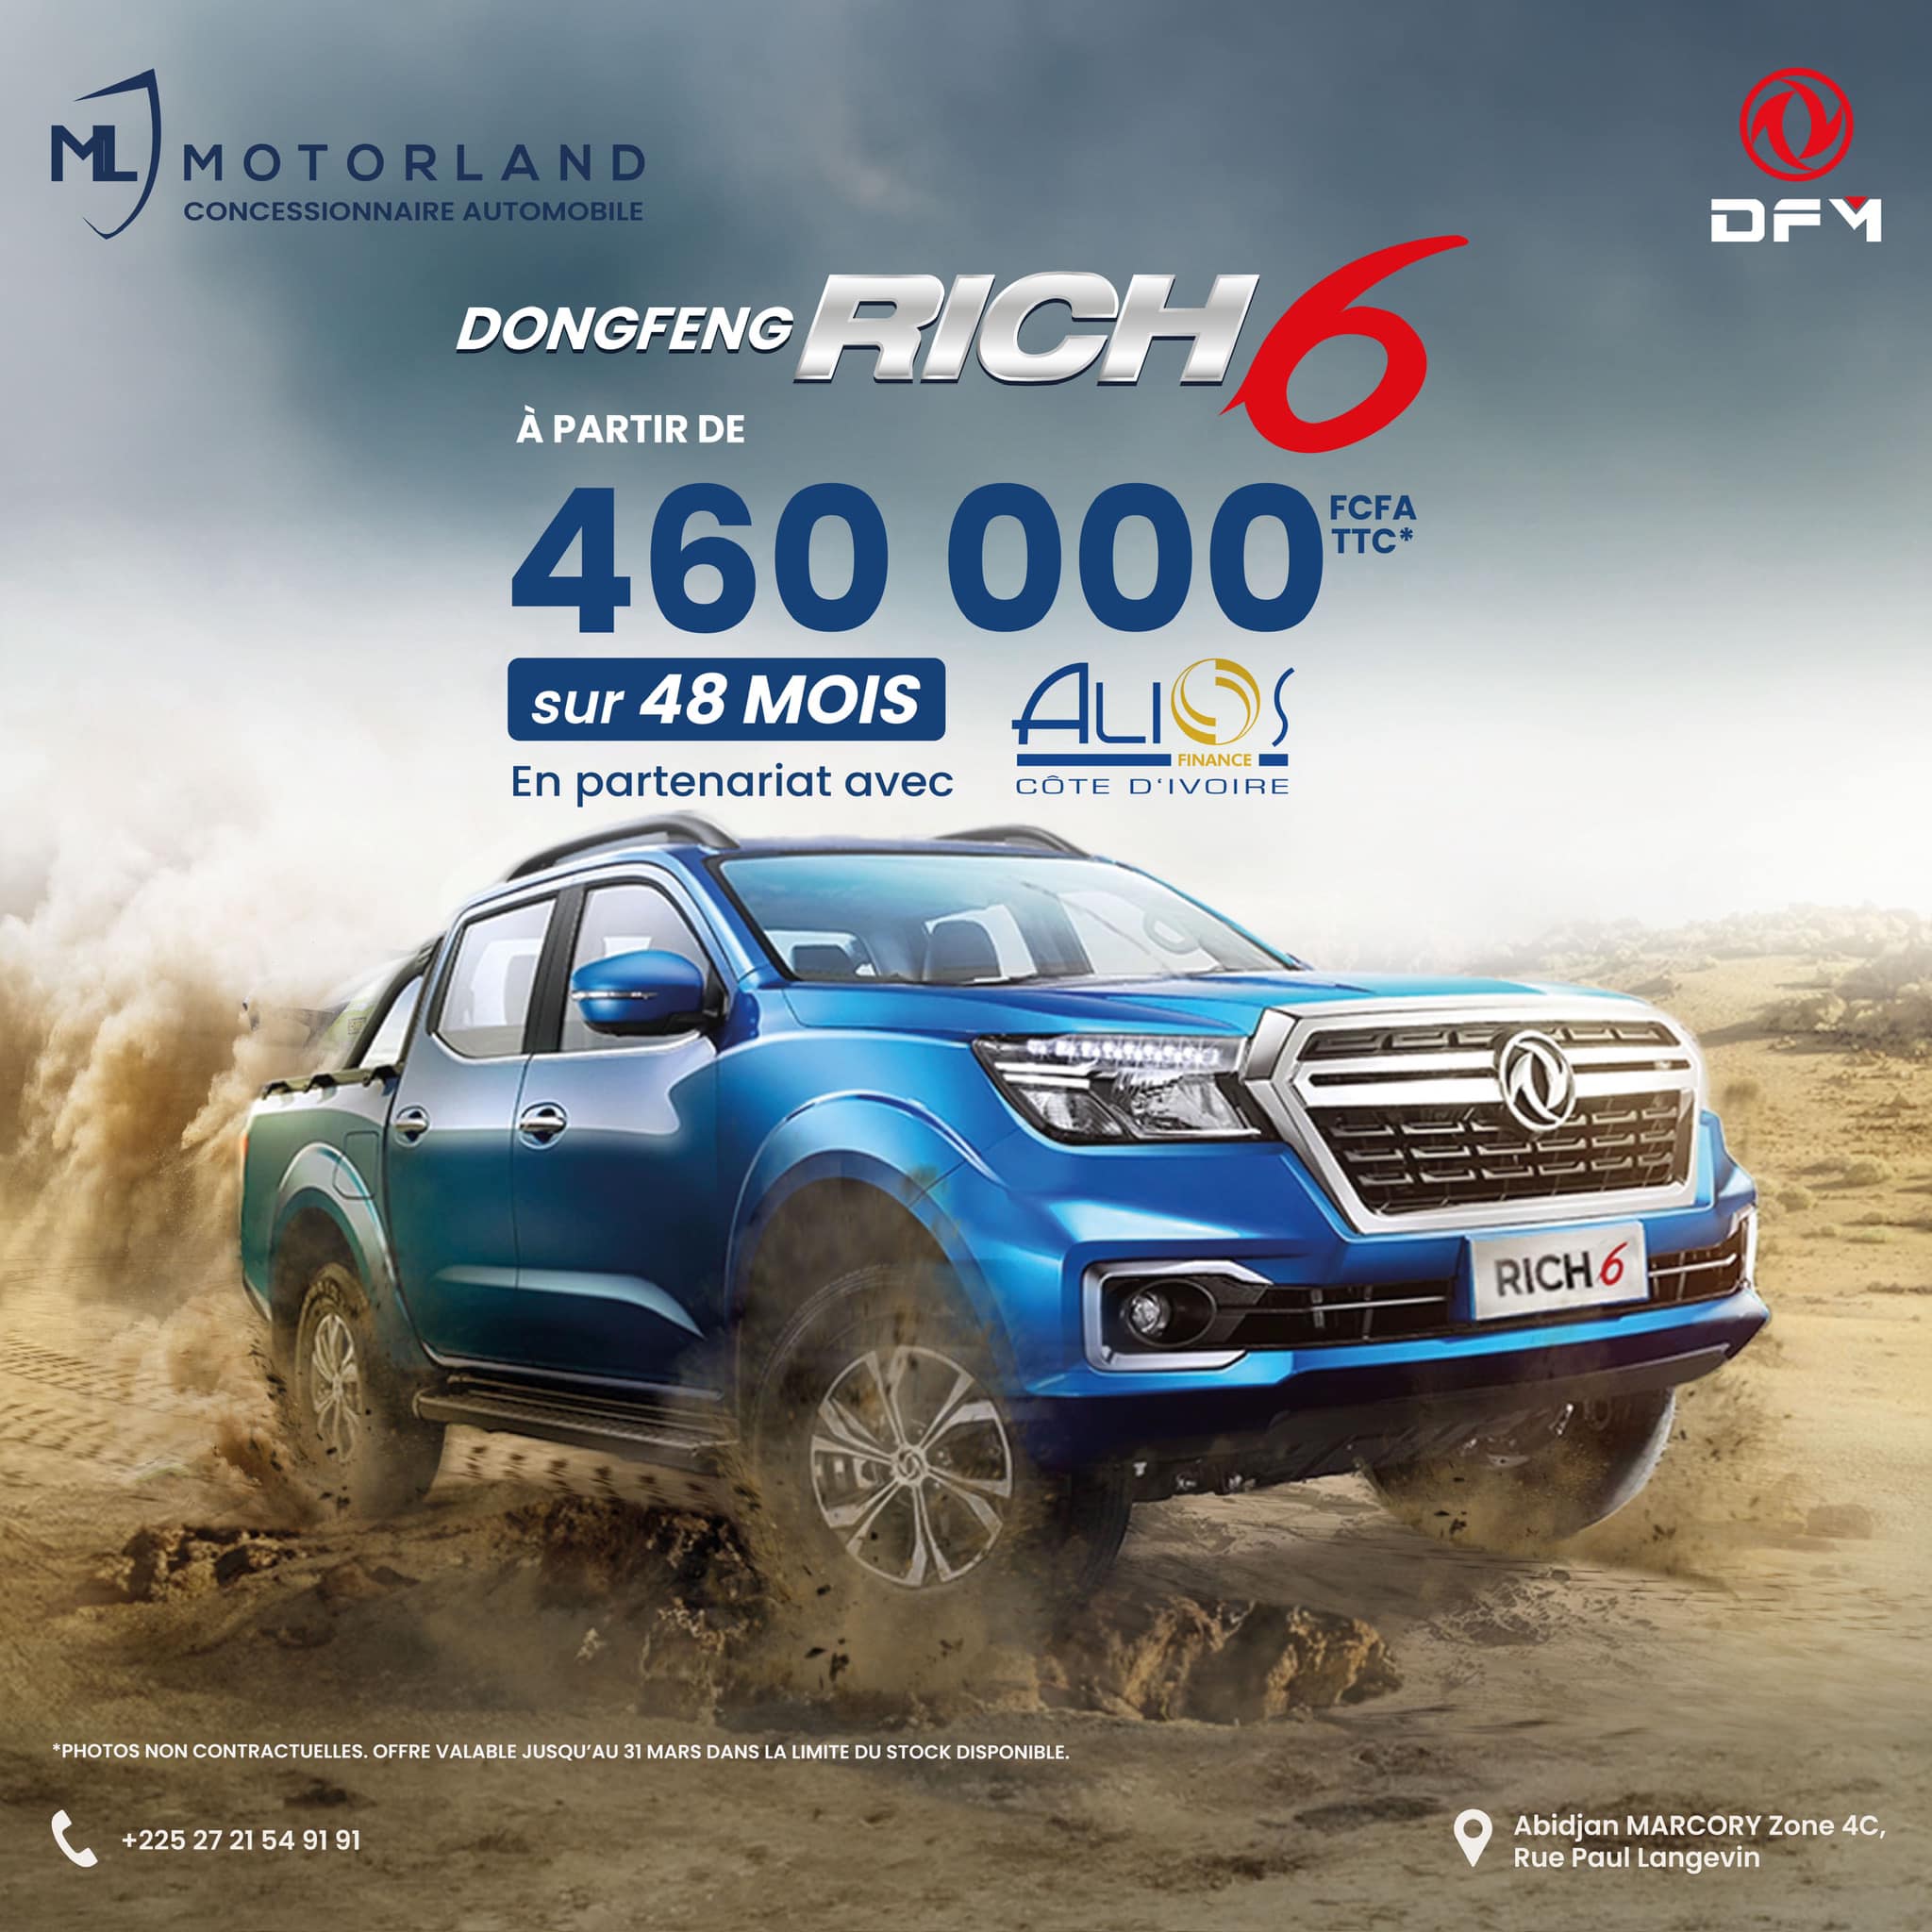 ML MOTORLAND
CONCESSIONNAIRE AUTOMOBILE
DFM
DONGFENG RICH 6
À PARTIR DE
460 000 FCFA
TTC*
sur 48 MOIS
En partenariat avec
ALIOS
FINANCE
CÔTE D'IVOIRE
RICH 6
*PHOTOS NON CONTRACTUELLES. OFFRE VALABLE JUSQU'AU 31 MARS DANS LA LIMITE DU STOCK DISPONIBLE.
+225 27 21 54 91 91
Abidjan MARCORY Zone 4C,
Rue Paul Langevin